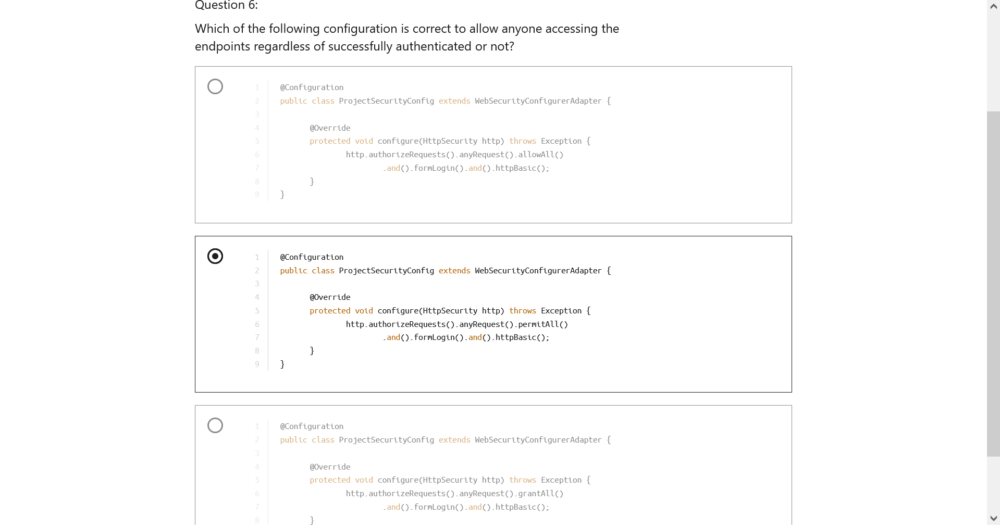 Question 6:
Which of the following configuration is correct to allow anyone accessing the
endpoints regardless of successfully authenticated or not?
1 @Configuration
2 public class ProjectSecurityConfig extends WebSecurityConfigurerAdapter {
3
4 @Override
5 protected void configure(HttpSecurity http) throws Exception {
6 http.authorizeRequests().anyRequest().allowAll()
7 .and().formLogin().and().httpBasic();
8 }
9 }
1 @Configuration
2 public class ProjectSecurityConfig extends WebSecurityConfigurerAdapter {
3
4 @Override
5 protected void configure(HttpSecurity http) throws Exception {
6 http.authorizeRequests().anyRequest().permitAll()
7 .and().formLogin().and().httpBasic();
8 }
9 }
1 @Configuration
2 public class ProjectSecurityConfig extends WebSecurityConfigurerAdapter {
3
4 @Override
5 protected void configure(HttpSecurity http) throws Exception {
6 http.authorizeRequests().anyRequest().grantAll()
7 .and().formLogin().and().httpBasic();
8 }